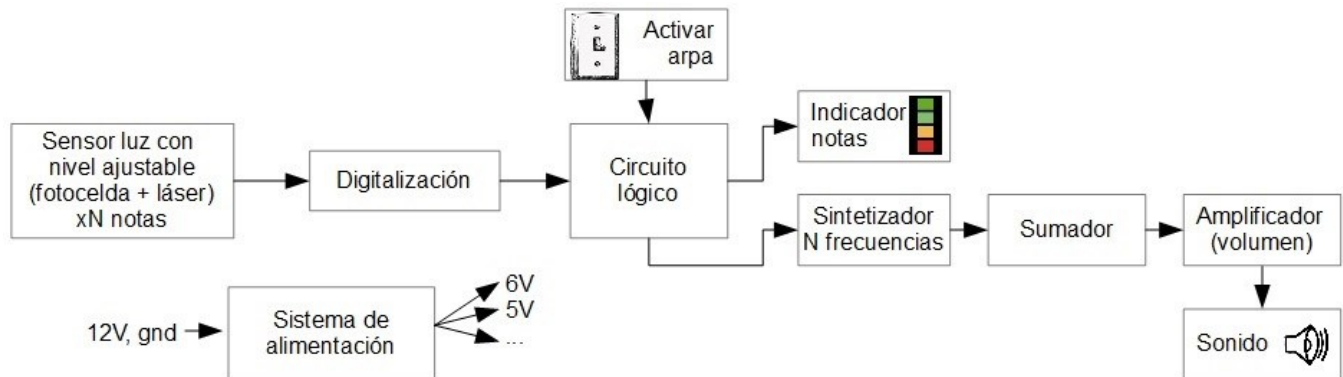 Activar
arpa
Sensor luz con
nivel ajustable
(fotocelda + láser)
xN notas
Digitalización
Circuito
lógico
Indicador
notas
Sintetizador
N frecuencias
Sumador
Amplificador
(volumen)
12V, gnd
Sistema de
alimentación
6V
5V
...
Sonido